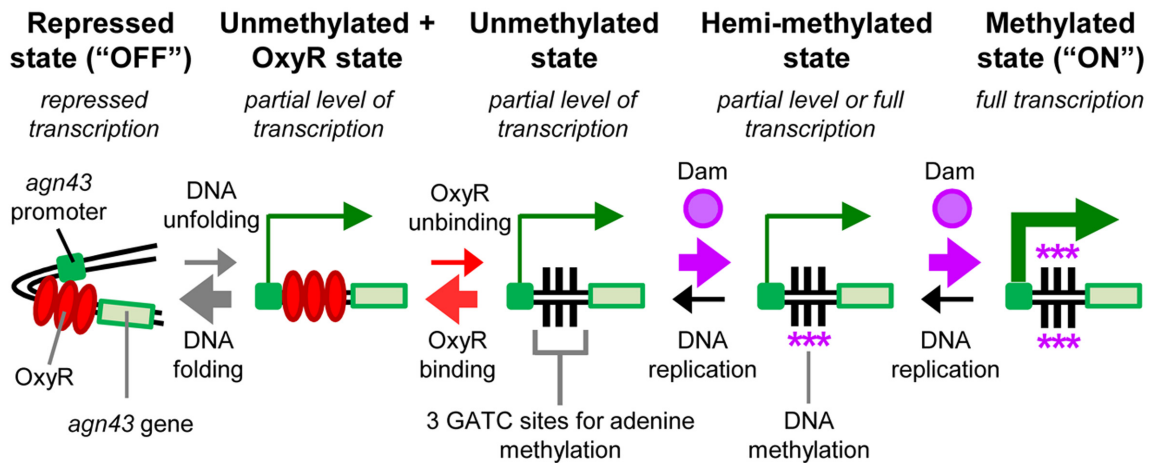 Repressed
state (“OFF”)
repressed
transcription
Unmethylated +
OxyR state
partial level of
transcription
Unmethylated
state
partial level of
transcription
Hemi-methylated
state
partial level or full
transcription
Methylated
state (“ON”)
full transcription
agn43
promoter
DNA
unfolding
OxyR
unbinding
Dam
Dam
***
OxyR
DNA
folding
OxyR
binding
DNA
replication
***
DNA
replication
***
agn43 gene
3 GATC sites for adenine
methylation
DNA
methylation